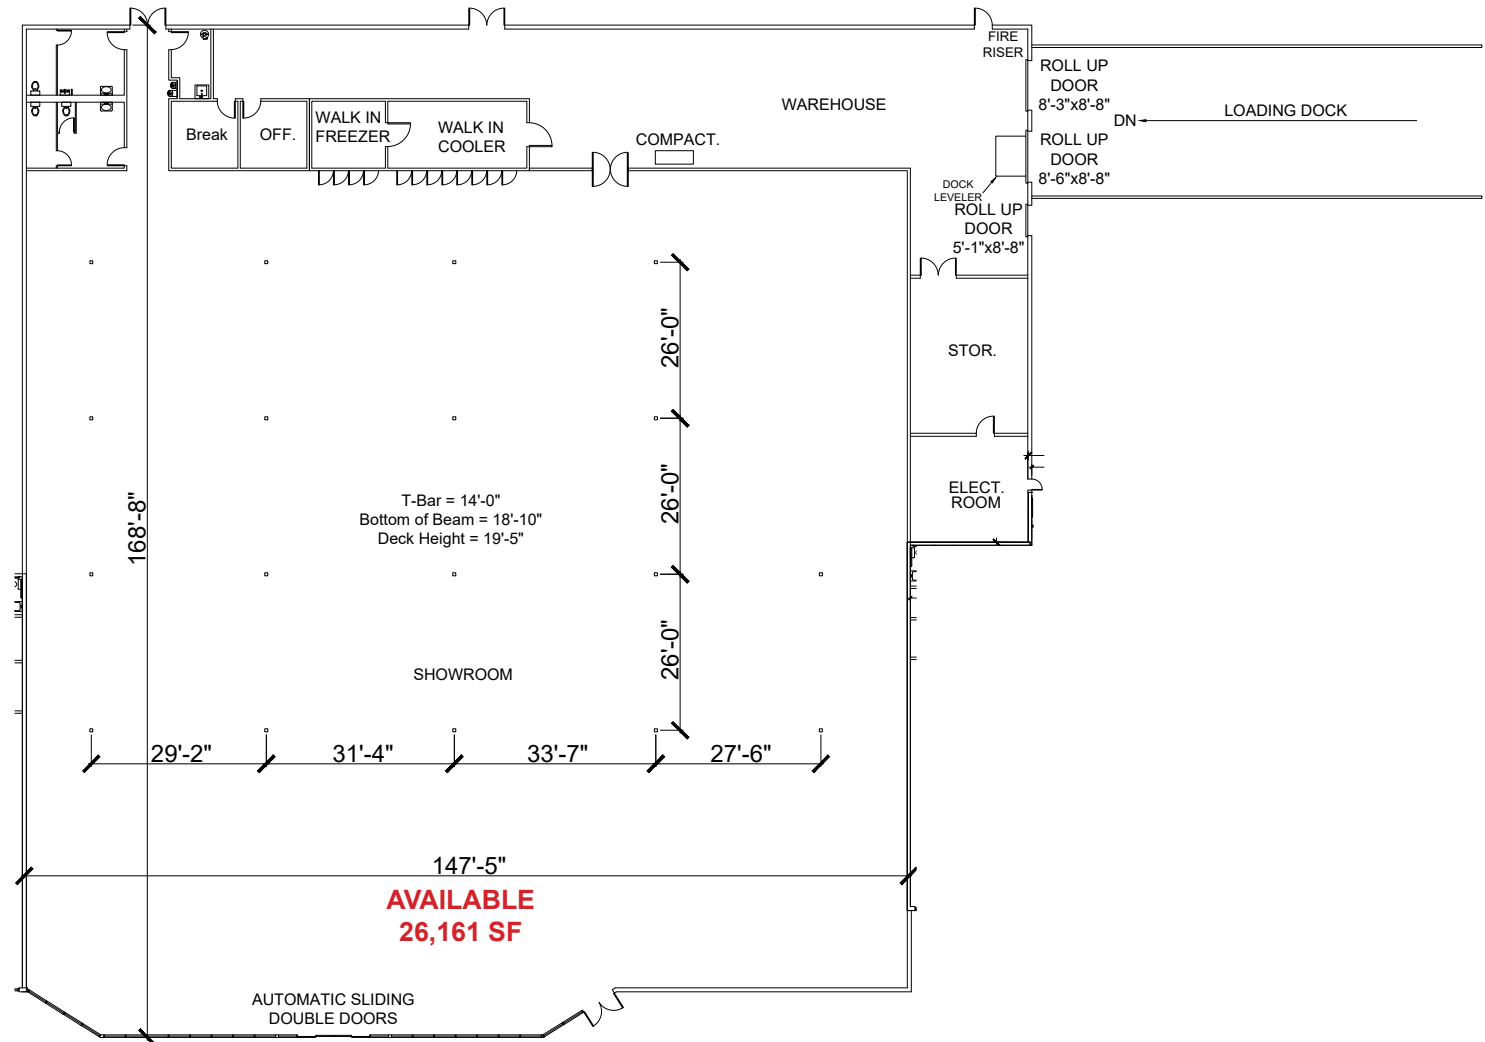 FIRE
RISER
ROLL UP
DOOR
8'-3"x8'-8"
WAREHOUSE
LOADING DOCK
DN
WALK IN
FREEZER
Break
OFF.
WALK IN
COOLER
COMPACT.
ROLL UP
DOOR
8'-6"x8'-8"
DOCK
LEVELER
ROLL UP
DOOR
5'-1"x8'-8"
26'-0"
STOR.
168'-8"
T-Bar = 14'-0"
Bottom of Beam = 18'-10"
Deck Height = 19'-5"
26'-0"
ELECT.
ROOM
26'-0"
SHOWROOM
29'-2"
31'-4"
33'-7"
27'-6"
147'-5"
AVAILABLE
26,161 SF
AUTOMATIC SLIDING
DOUBLE DOORS